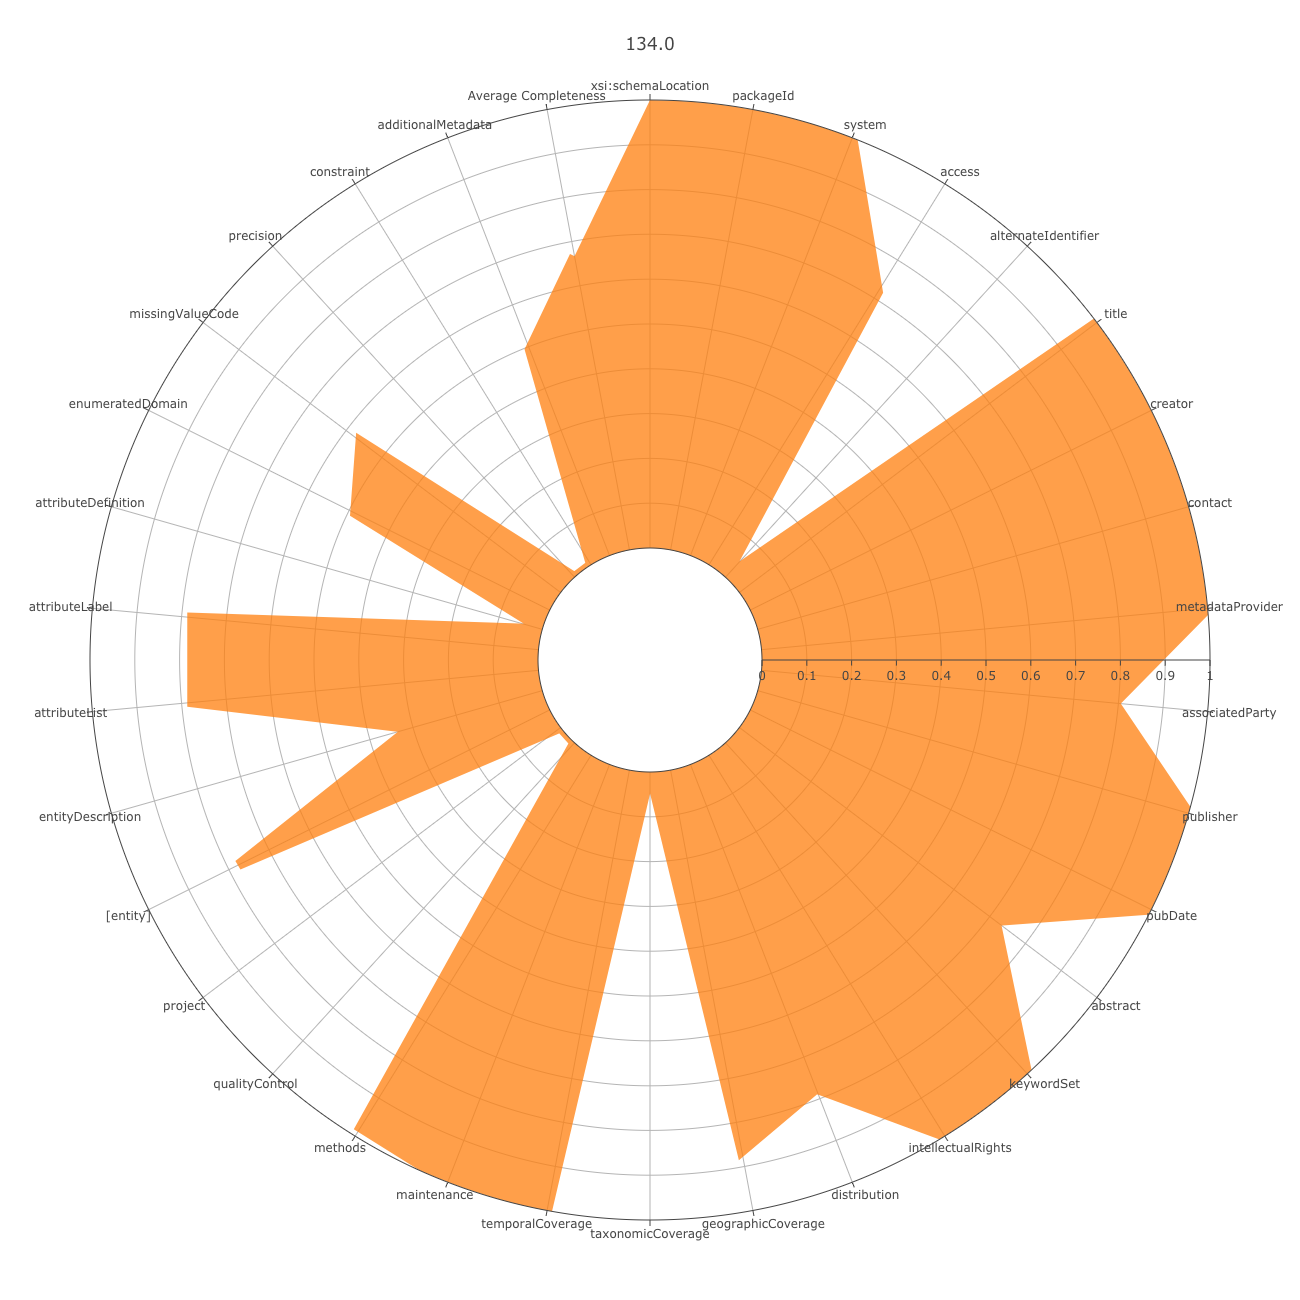 134.0
xsi:schemaLocation
packageId
system
access
alternateIdentifier
title
creator
contact
metadataProvider
0 0.1 0.2 0.3 0.4 0.5 0.6 0.7 0.8 0.9 1
associatedParty
publisher
pubDate
abstract
keywordSet
intellectualRights
distribution
geographicCoverage
taxonomicCoverage
temporalCoverage
maintenance
methods
qualityControl
project
[entity]
entityDescription
attributeList
attributeLabel
attributeDefinition
enumeratedDomain
missingValueCode
precision
constraint
additionalMetadata
Average Completeness